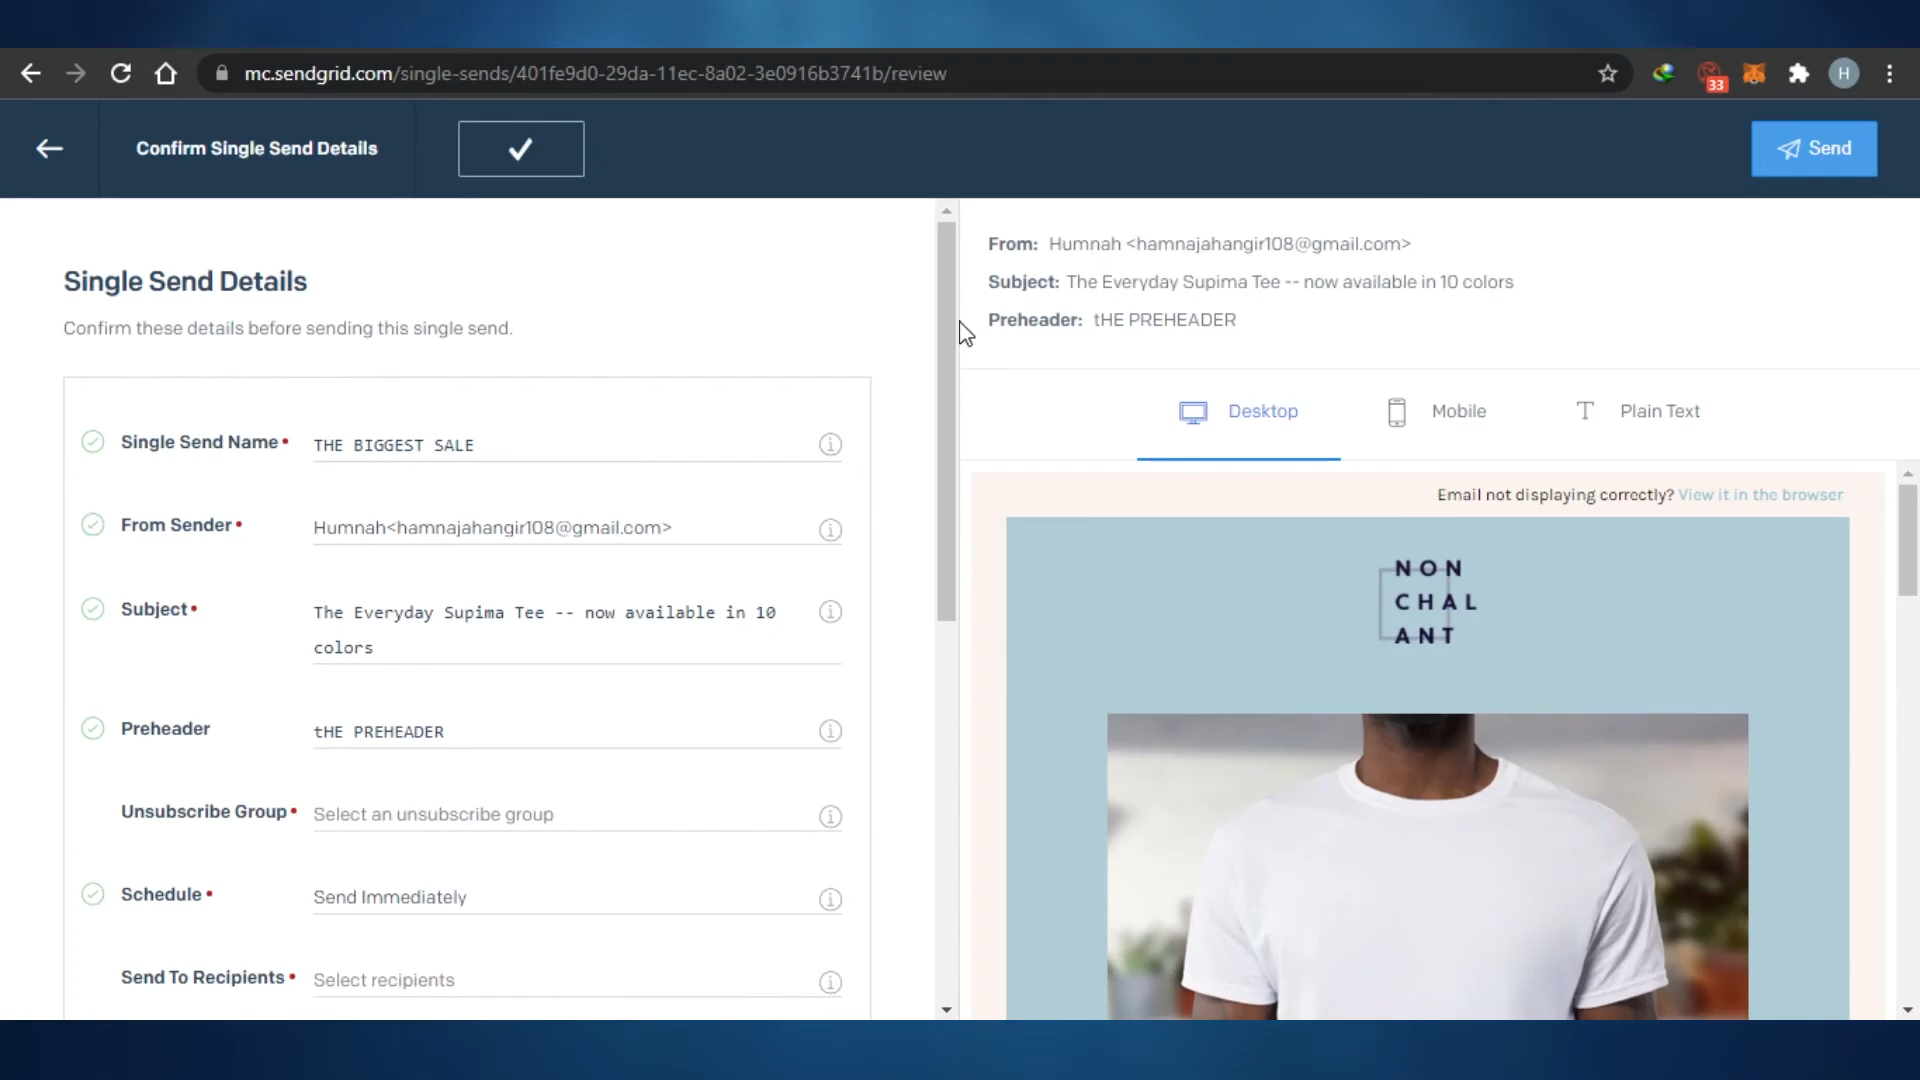 mc.sendgrid.com/single-sends/401fe9d0-29da-11ec-8a02-3e0916b3741b/review
33
H
Confirm Single Send Details
Send
Single Send Details
Confirm these details before sending this single send.
Single Send Name• THE BIGGEST SALE
From Sender• Humnah<hamnajahangir108@gmail.com>
Subject• The Everyday Supima Tee -- now available in 10
colors
Preheader tHE PREHEADER
Unsubscribe Group• Select an unsubscribe group
Schedule• Send Immediately
Send To Recipients• Select recipients
From: Humnah <hamnajahangir108@gmail.com>
Subject: The Everyday Supima Tee -- now available in 10 colors
Preheader: tHE PREHEADER
Desktop Mobile Plain Text
Email not displaying correctly? View it in the browser
NON
CHAL
ANT